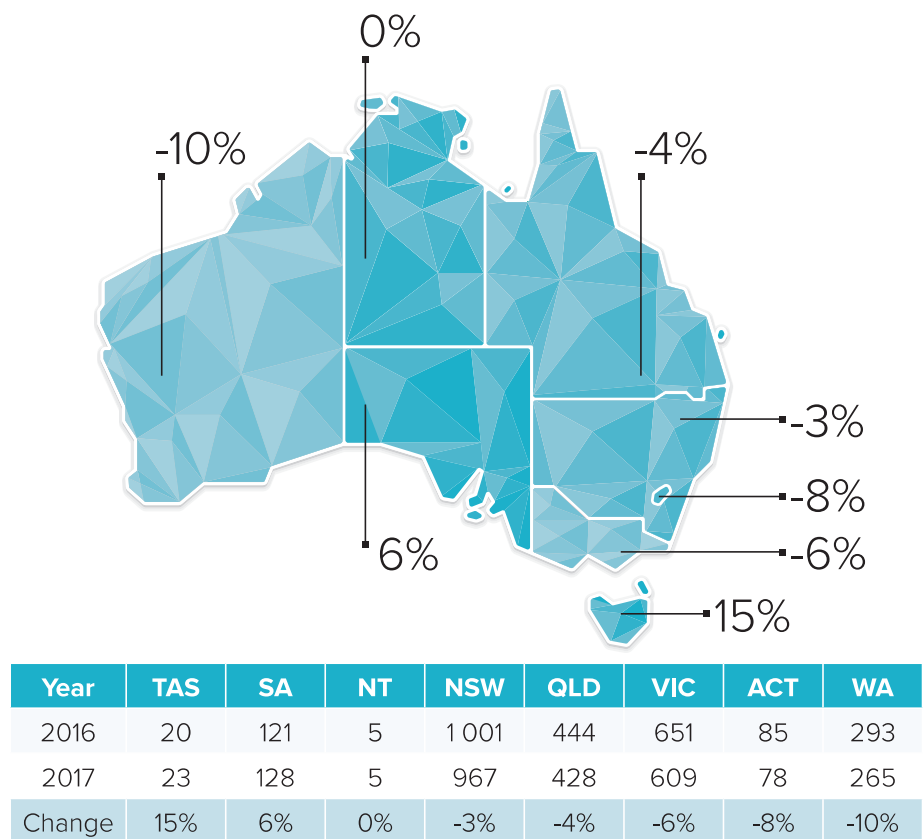 0%
-10%
-4%
-3%
-8%
-6%
6%
15%
Year TAS SA NT NSW QLD VIC ACT WA
2016 20 121 5 1 001 444 651 85 293
2017 23 128 5 967 428 609 78 265
Change 15% 6% 0% -3% -4% -6% -8% -10%